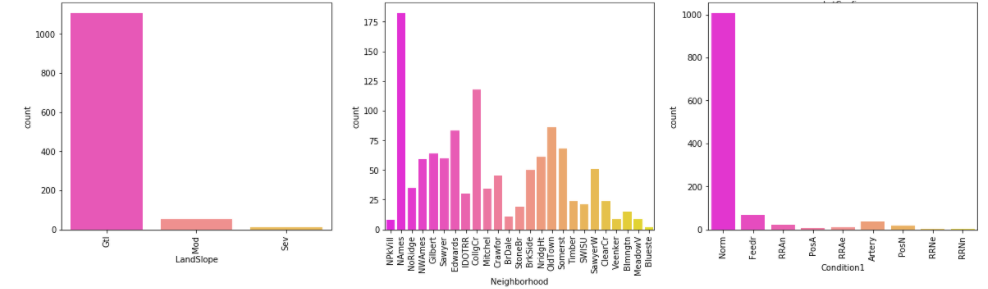 count
1000
800
600
400
200
0
Gtl
Mod
Sev
LandSlope
count
175
150
125
100
75
50
25
0
NPkVill
NAmes
NoRidge
NWAmes
Gilbert
Sawyer
Edwards
IDOTRR
CollgCr
Mitchel
Crawfor
BrDale
StoneBr
BrkSide
NridgHt
OldTown
Somerst
Timber
SWISU
SawyerW
ClearCr
Veenker
Blmngtn
MeadowV
Blueste
Neighborhood
count
1000
800
600
400
200
0
Norm
Feedr
RRAn
PosA
RRAe
Artery
PosN
RRNe
RRNn
Condition1